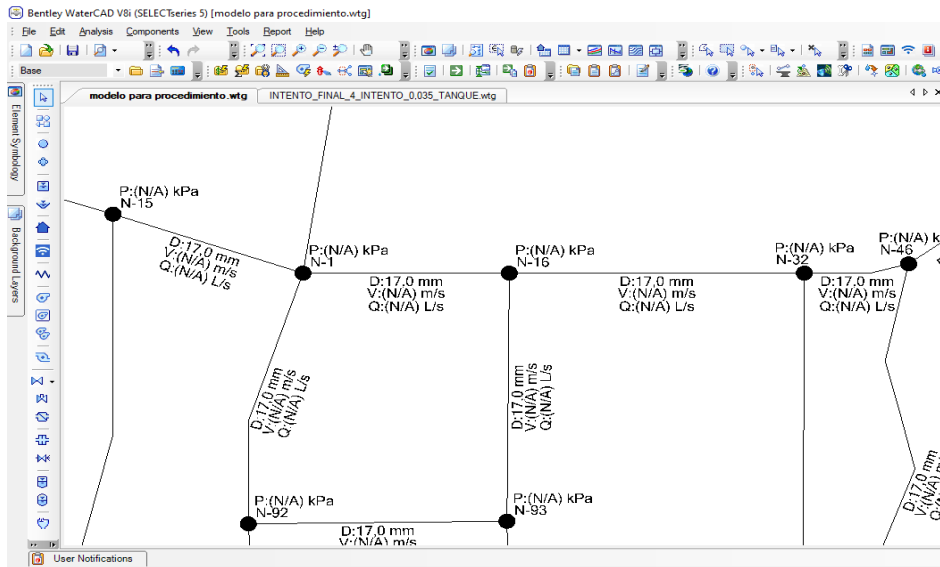 Bentley WaterCAD V8i (SELECTseries 5) [modelo para procedimiento.wtg]
File Edit Analysis Components View Tools Report Help
Base
modelo para procedimiento.wtg INTENTO_FINAL_4_INTENTO_0,035_TANQUE.wtg
Element Symbology
Background Layers
P:(N/A) kPa
N-15
D:17,0 mm
V:(N/A) m/s
Q:(N/A) L/s
P:(N/A) kPa
N-1
D:17,0 mm
V:(N/A) m/s
Q:(N/A) L/s
P:(N/A) kPa
N-16
D:17,0 mm
V:(N/A) m/s
Q:(N/A) L/s
P:(N/A) kPa
N-32
D:17,0 mm
V:(N/A) m/s
Q:(N/A) L/s
P:(N/A) k
N-46
D:17,0 mm
V:(N/A) m/s
Q:(N/A) L/s
D:17,0 mm
V:(N/A) m/s
Q:(N/A) L/s
D:17,0 mm
V:(N/A) m/s
Q:(N/A) L/s
P:(N/A) kPa
N-92
D:17,0 mm
V:(N/A) m/s
P:(N/A) kPa
N-93
User Notifications